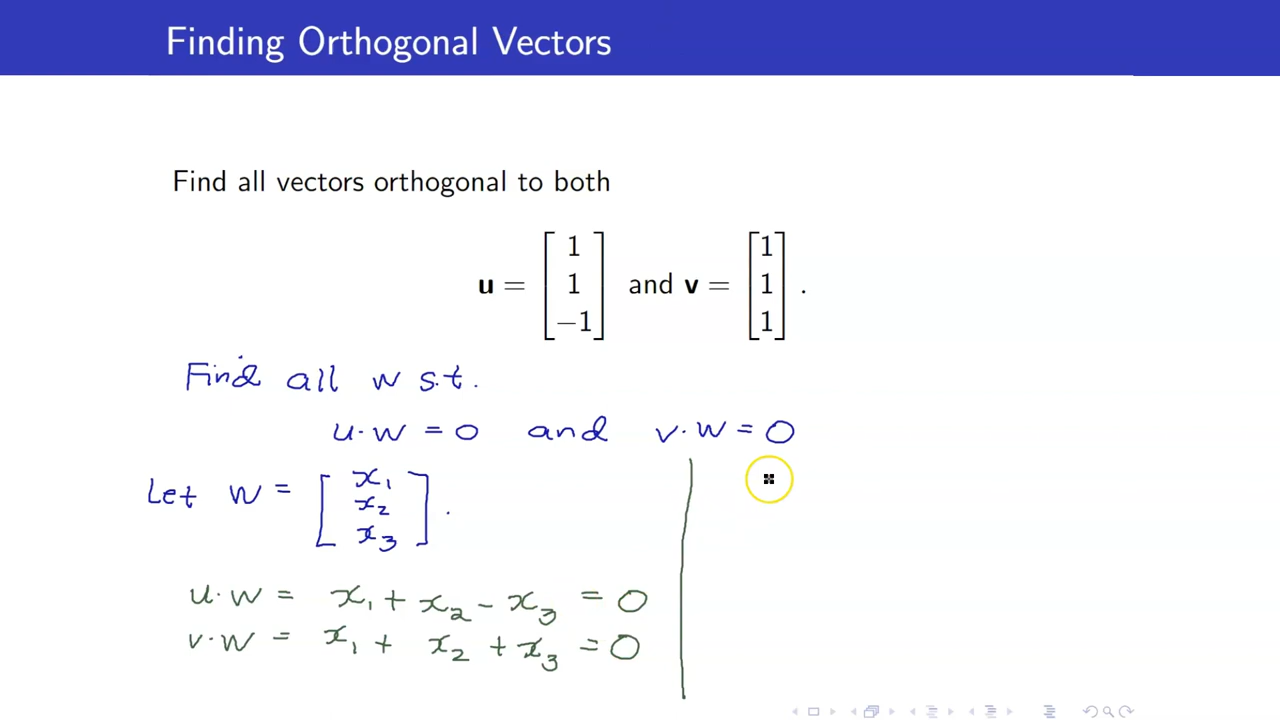 Finding Orthogonal Vectors
Find all vectors orthogonal to both
u = [1 1 −1] and v = [1 1 1].
Find all w s.t.
u·w = 0 and v·w = 0
Let w = [x₁ x₂ x₃].
u·w = x₁ + x₂ - x₃ = 0
v·w = x₁ + x₂ + x₃ = 0